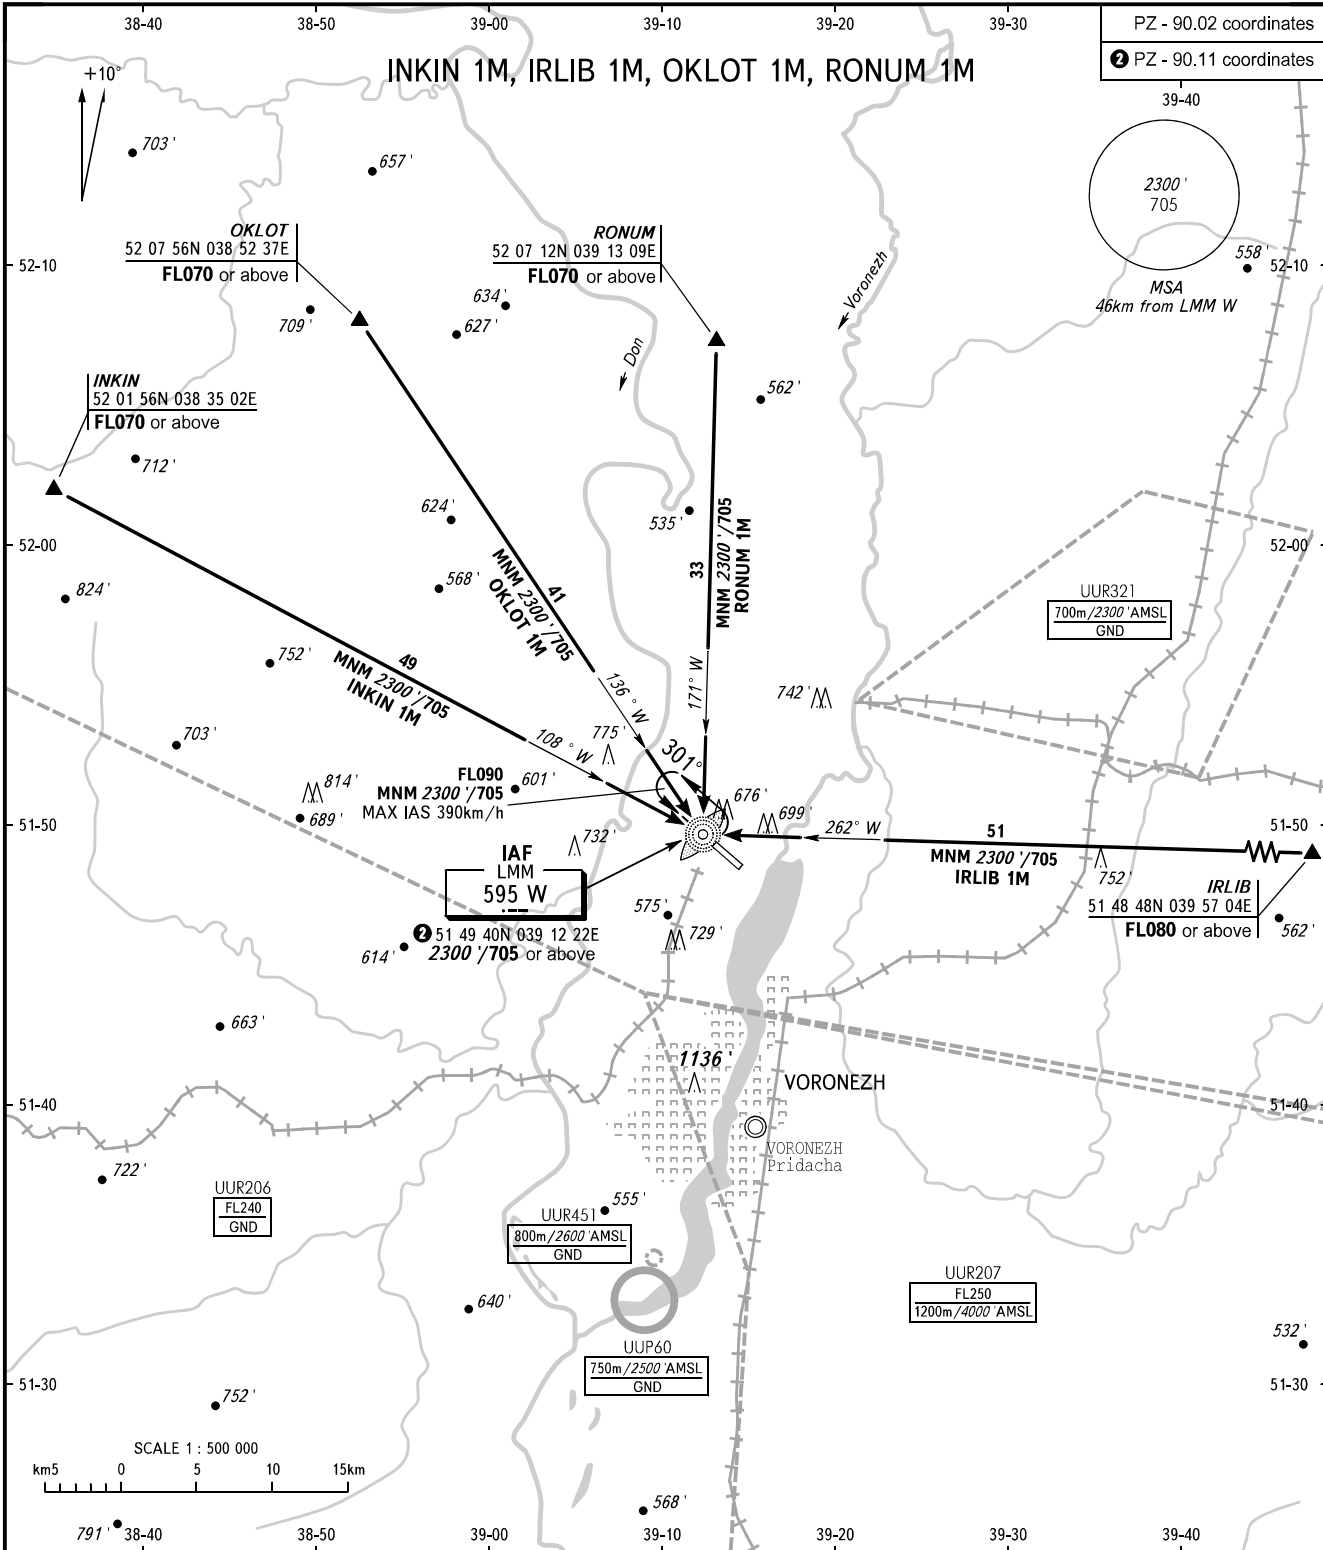 38-40
38-50
39-00
39-10
39-20
39-30
PZ - 90.02 coordinates
❷ PZ - 90.11 coordinates
INKIN 1M, IRLIB 1M, OKLOT 1M, RONUM 1M
39-40
+10°
703'
657'
2300'
705
MSA
46km from LMM W
558'
OKLOT
52 07 56N 038 52 37E
FL070 or above
RONUM
52 07 12N 039 13 09E
FL070 or above
52-10
52-10
Voronezh
709'
634'
627'
Don
INKIN
52 01 56N 038 35 02E
FL070 or above
562'
712'
624'
535'
52-00
52-00
824'
568'
41
MNM 2300'/705
OKLOT 1M
33
MNM 2300'/705
RONUM 1M
UUR321
700m/2300'AMSL
GND
752'
49
MNM 2300'/705
INKIN 1M
136° W
171° W
742'
703'
108° W
775'
301°
814'
689'
FL090
MNM 2300'/705
MAX IAS 390km/h
601'
676'
699'
51-50
51-50
732'
262° W
51
MNM 2300'/705
IRLIB 1M
752'
IAF
LMM
595 W
❷ 51 49 40N 039 12 22E
2300'/705 or above
IRLIB
51 48 48N 039 57 04E
FL080 or above
562'
575'
729'
614'
663'
1136'
VORONEZH
51-40
51-40
VORONEZH
Pridacha
722'
UUR206
FL240
GND
555'
UUR451
800m/2600'AMSL
GND
UUR207
FL250
1200m/4000'AMSL
640'
532'
UUP60
750m/2500'AMSL
GND
51-30
51-30
752'
SCALE 1 : 500 000
km5 0 5 10 15km
568'
791'
38-40
38-50
39-00
39-10
39-20
39-30
39-40